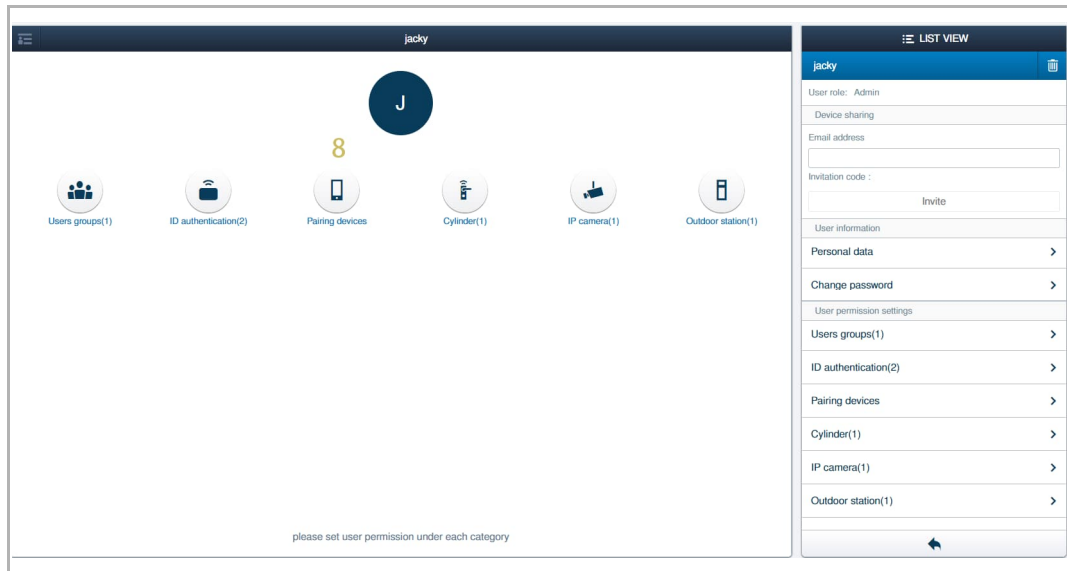 jacky
J
8
Users groups(1)
ID authentication(2)
Pairing devices
Cylinder(1)
IP camera(1)
Outdoor station(1)
please set user permission under each category
LIST VIEW
jacky
User role: Admin
Device sharing
Email address
Invitation code :
Invite
User information
Personal data
Change password
User permission settings
Users groups(1)
ID authentication(2)
Pairing devices
Cylinder(1)
IP camera(1)
Outdoor station(1)